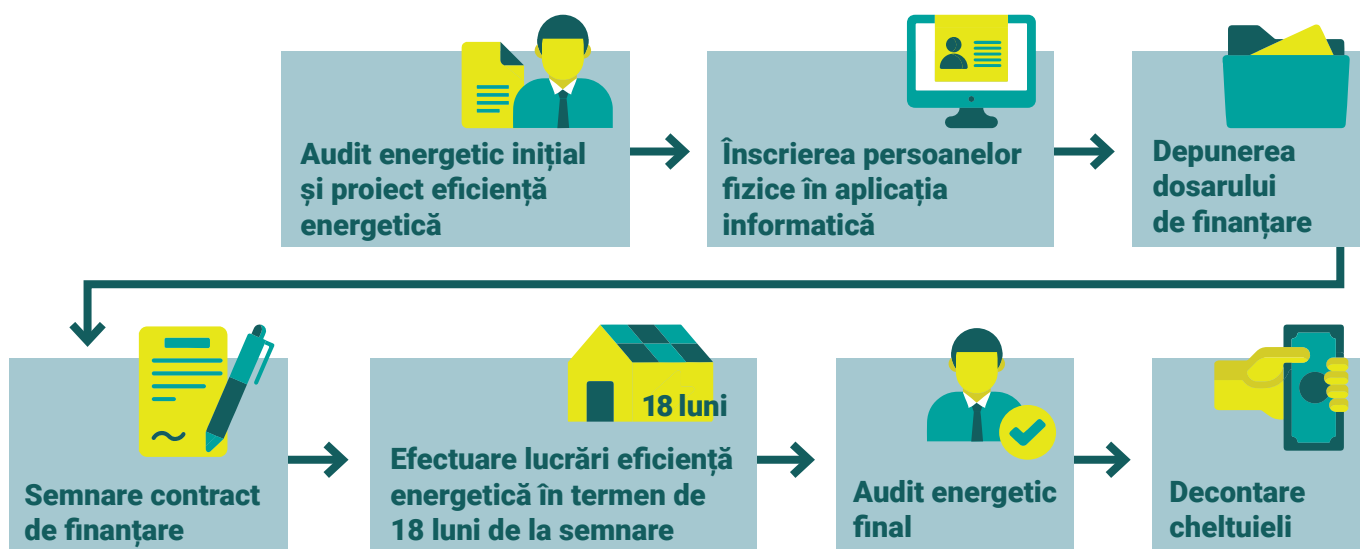 Audit energetic inițial
și proiect eficiență
energetică
Înscrierea persoanelor
fizice în aplicația
informatică
Depunerea
dosarului
de finanțare
Semnare contract
de finanțare
18 luni
Efectuare lucrări eficiență
energetică în termen de
18 luni de la semnare
Audit energetic
final
Decontare
cheltuieli